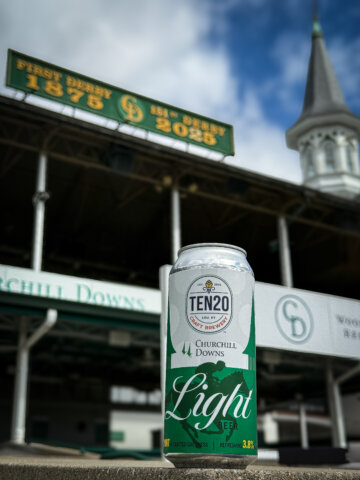 FIRST DERBY
1875
CD
151ST DERBY
2025
CHURCHILL DOWNS
CD
TEN20
CRAFT BREWERY
CHURCHILL
DOWNS
Light
BEER
3.8%